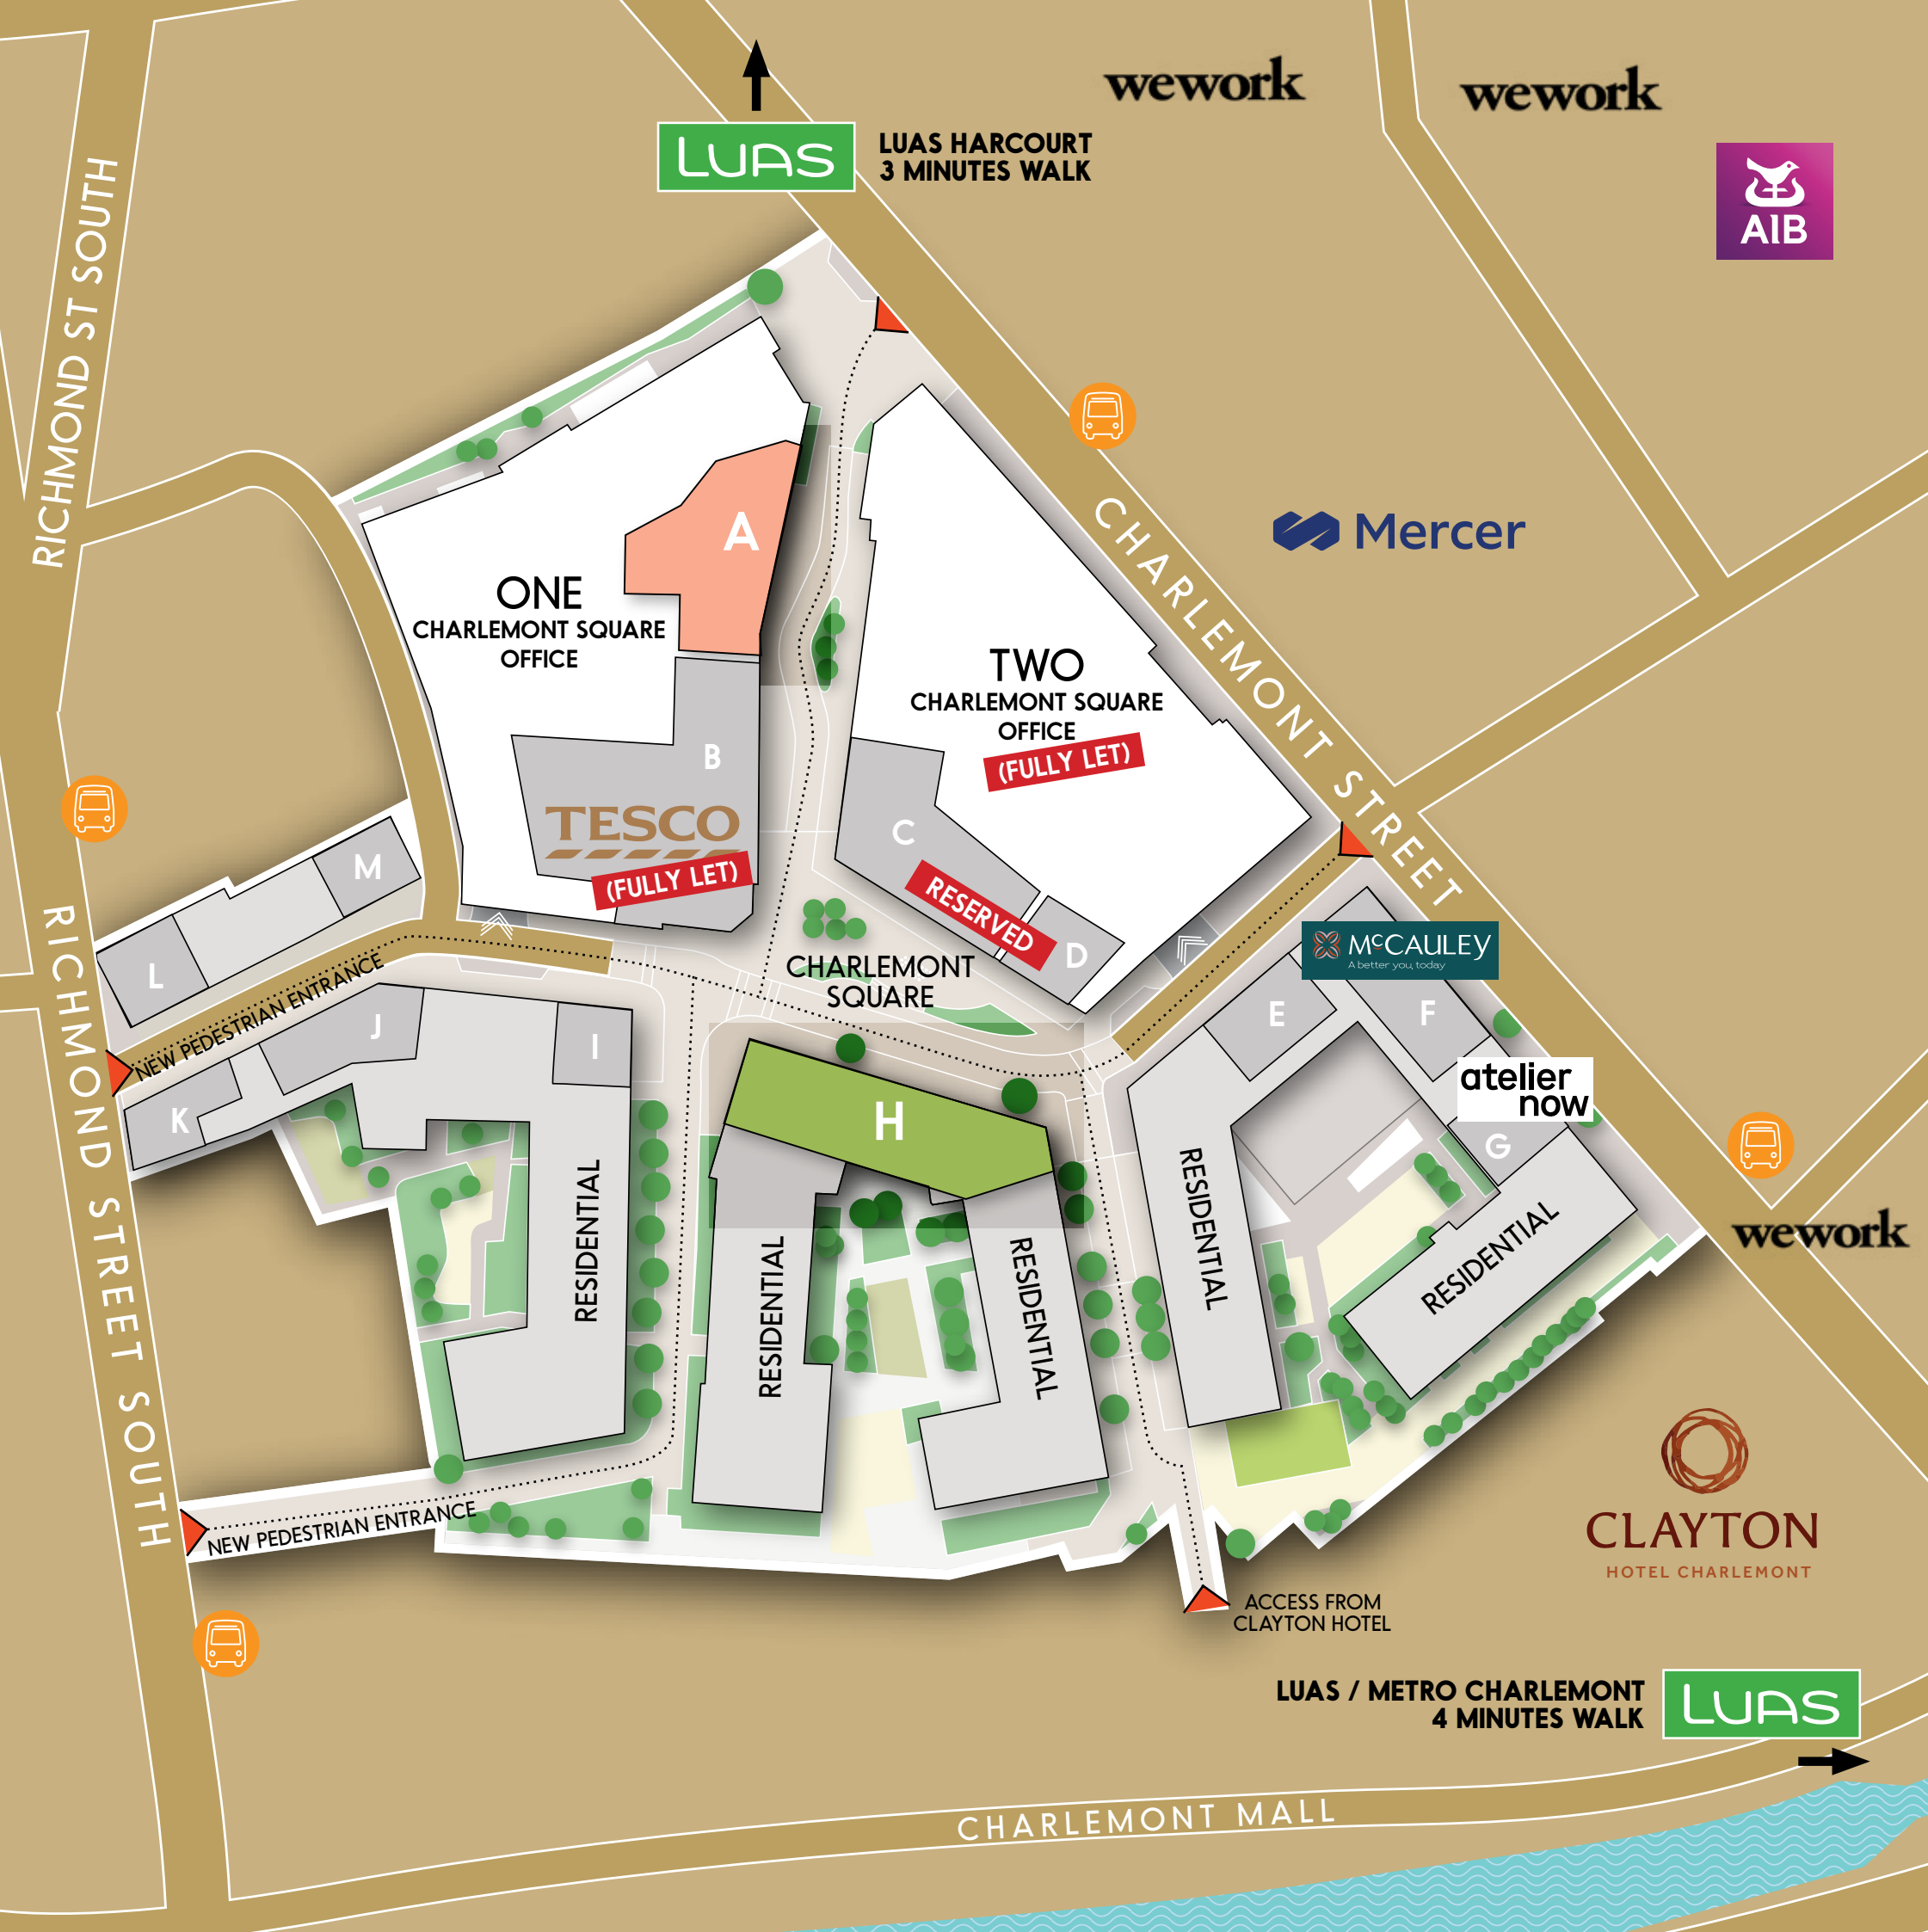 wework
wework
LUAS
LUAS HARCOURT
3 MINUTES WALK
AIB
RICHMOND ST SOUTH
CHARLEMONT STREET
Mercer
A
ONE
CHARLEMONT SQUARE
OFFICE
TWO
CHARLEMONT SQUARE
OFFICE
(FULLY LET)
B
TESCO
(FULLY LET)
C
RESERVED
D
M
L
NEW PEDESTRIAN ENTRANCE
CHARLEMONT
SQUARE
McCAULEY
A better you, today
E
F
J
I
K
H
atelier
now
G
RICHMOND STREET SOUTH
RESIDENTIAL
RESIDENTIAL
RESIDENTIAL
RESIDENTIAL
RESIDENTIAL
wework
NEW PEDESTRIAN ENTRANCE
CLAYTON
HOTEL CHARLEMONT
ACCESS FROM
CLAYTON HOTEL
LUAS / METRO CHARLEMONT
4 MINUTES WALK
LUAS
CHARLEMONT MALL